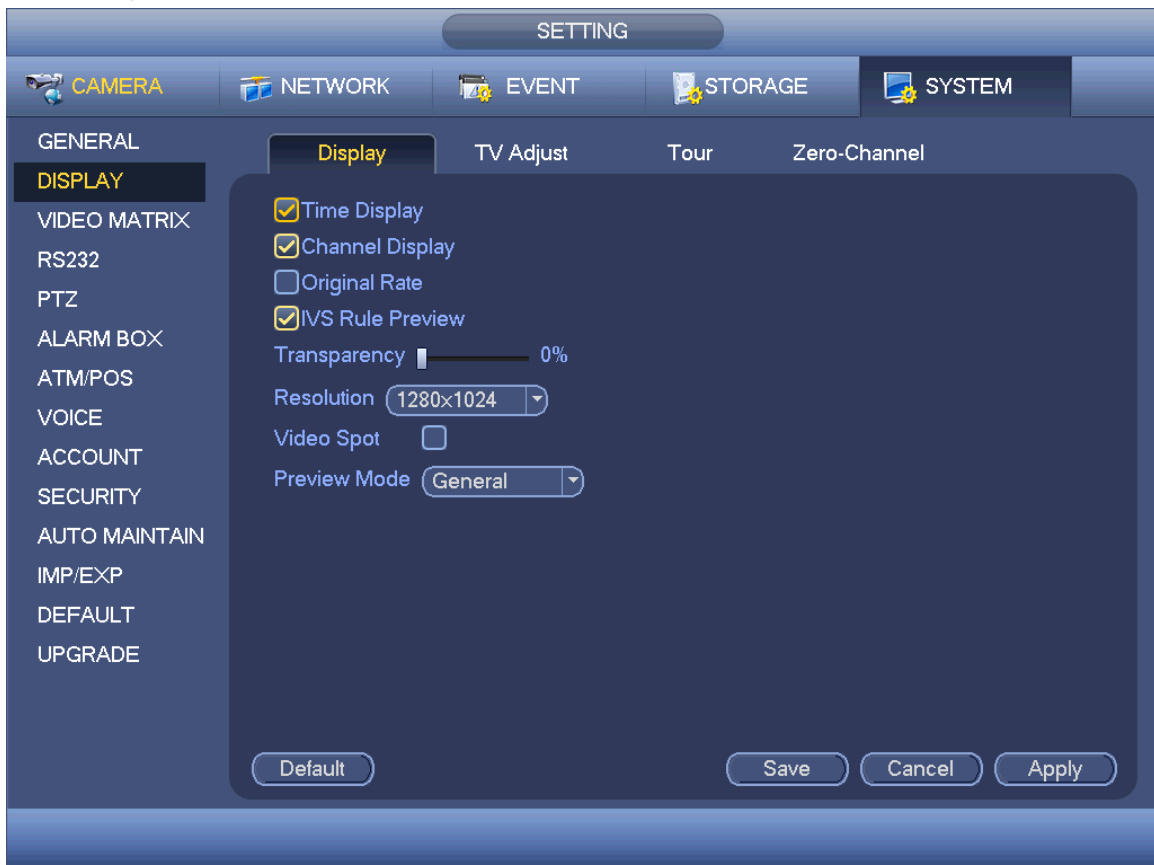 SETTING
CAMERA NETWORK EVENT STORAGE SYSTEM
GENERAL
DISPLAY
VIDEO MATRIX
RS232
PTZ
ALARM BOX
ATM/POS
VOICE
ACCOUNT
SECURITY
AUTO MAINTAIN
IMP/EXP
DEFAULT
UPGRADE
Display TV Adjust Tour Zero-Channel
Time Display
Channel Display
Original Rate
IVS Rule Preview
Transparency 0%
Resolution 1280×1024
Video Spot
Preview Mode General
Default Save Cancel Apply